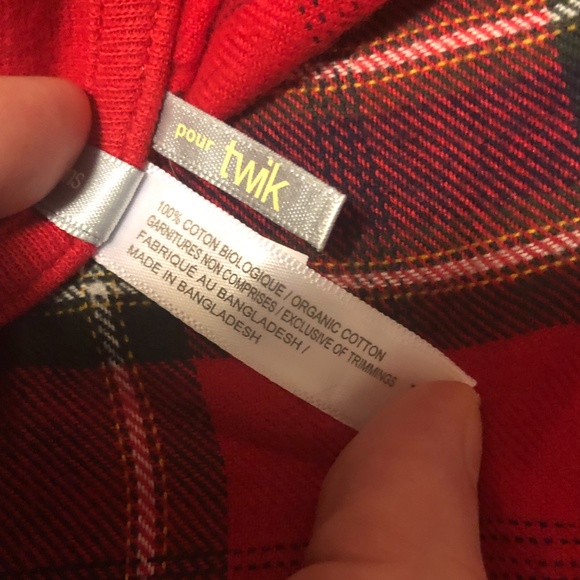 pour twik
100% COTON BIOLOGIQUE / ORGANIC COTTON
GARNITURES NON COMPRISES / EXCLUSIVE OF TRIMMINGS
FABRIQUÉ AU BANGLADESH /
MADE IN BANGLADESH